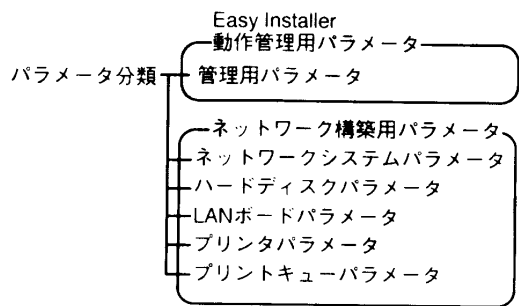 Easy Installer
動作管理用パラメータ
パラメータ分類
管理用パラメータ
ネットワーク構築用パラメータ
ネットワークシステムパラメータ
ハードディスクパラメータ
LANボードパラメータ
プリンタパラメータ
プリントキューパラメータ